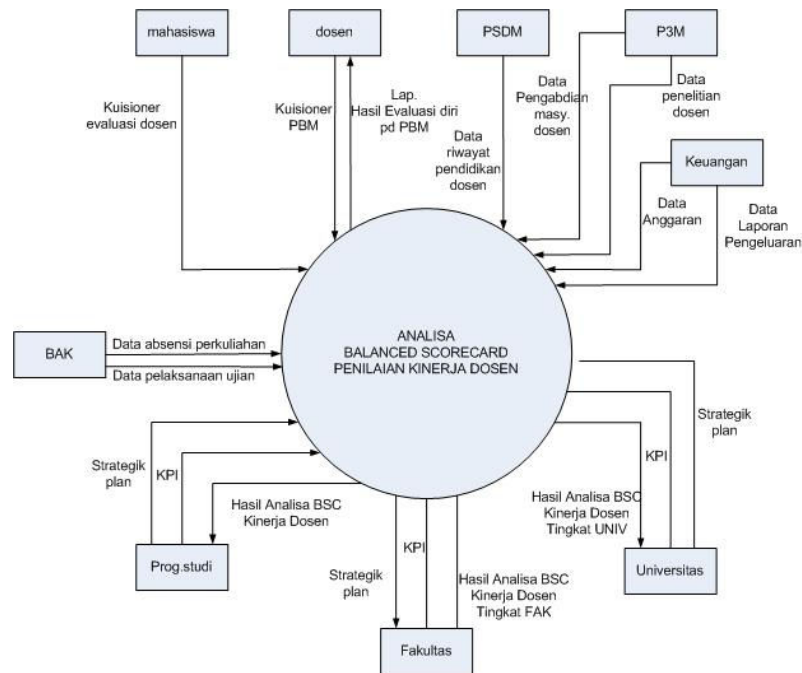 mahasiswa
dosen
PSDM
P3M
Kuisioner
evaluasi dosen
Kuisioner
PBM
Lap.
Hasil Evaluasi diri
pd PBM
Data
riwayat
pendidikan
dosen
Data
Pengabdian
masy.
dosen
Data
penelitian
dosen
Keuangan
Data
Anggaran
Data
Laporan
Pengeluaran
BAK
Data absensi perkuliahan
Data pelaksanaan ujian
ANALISA
BALANCED SCORECARD
PENILAIAN KINERJA DOSEN
Strategik
plan
KPI
Hasil Analisa BSC
Kinerja Dosen
Prog.studi
Strategik
plan
KPI
Hasil Analisa BSC
Kinerja Dosen
Tingkat FAK
Fakultas
Hasil Analisa BSC
Kinerja Dosen
Tingkat UNIV
KPI
Strategik
plan
Universitas